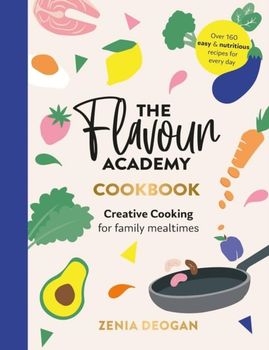 Over 160
easy & nutritious
recipes for
every day
THE
Flavour
ACADEMY
COOKBOOK
Creative Cooking
for family mealtimes
ZENIA DEOGAN